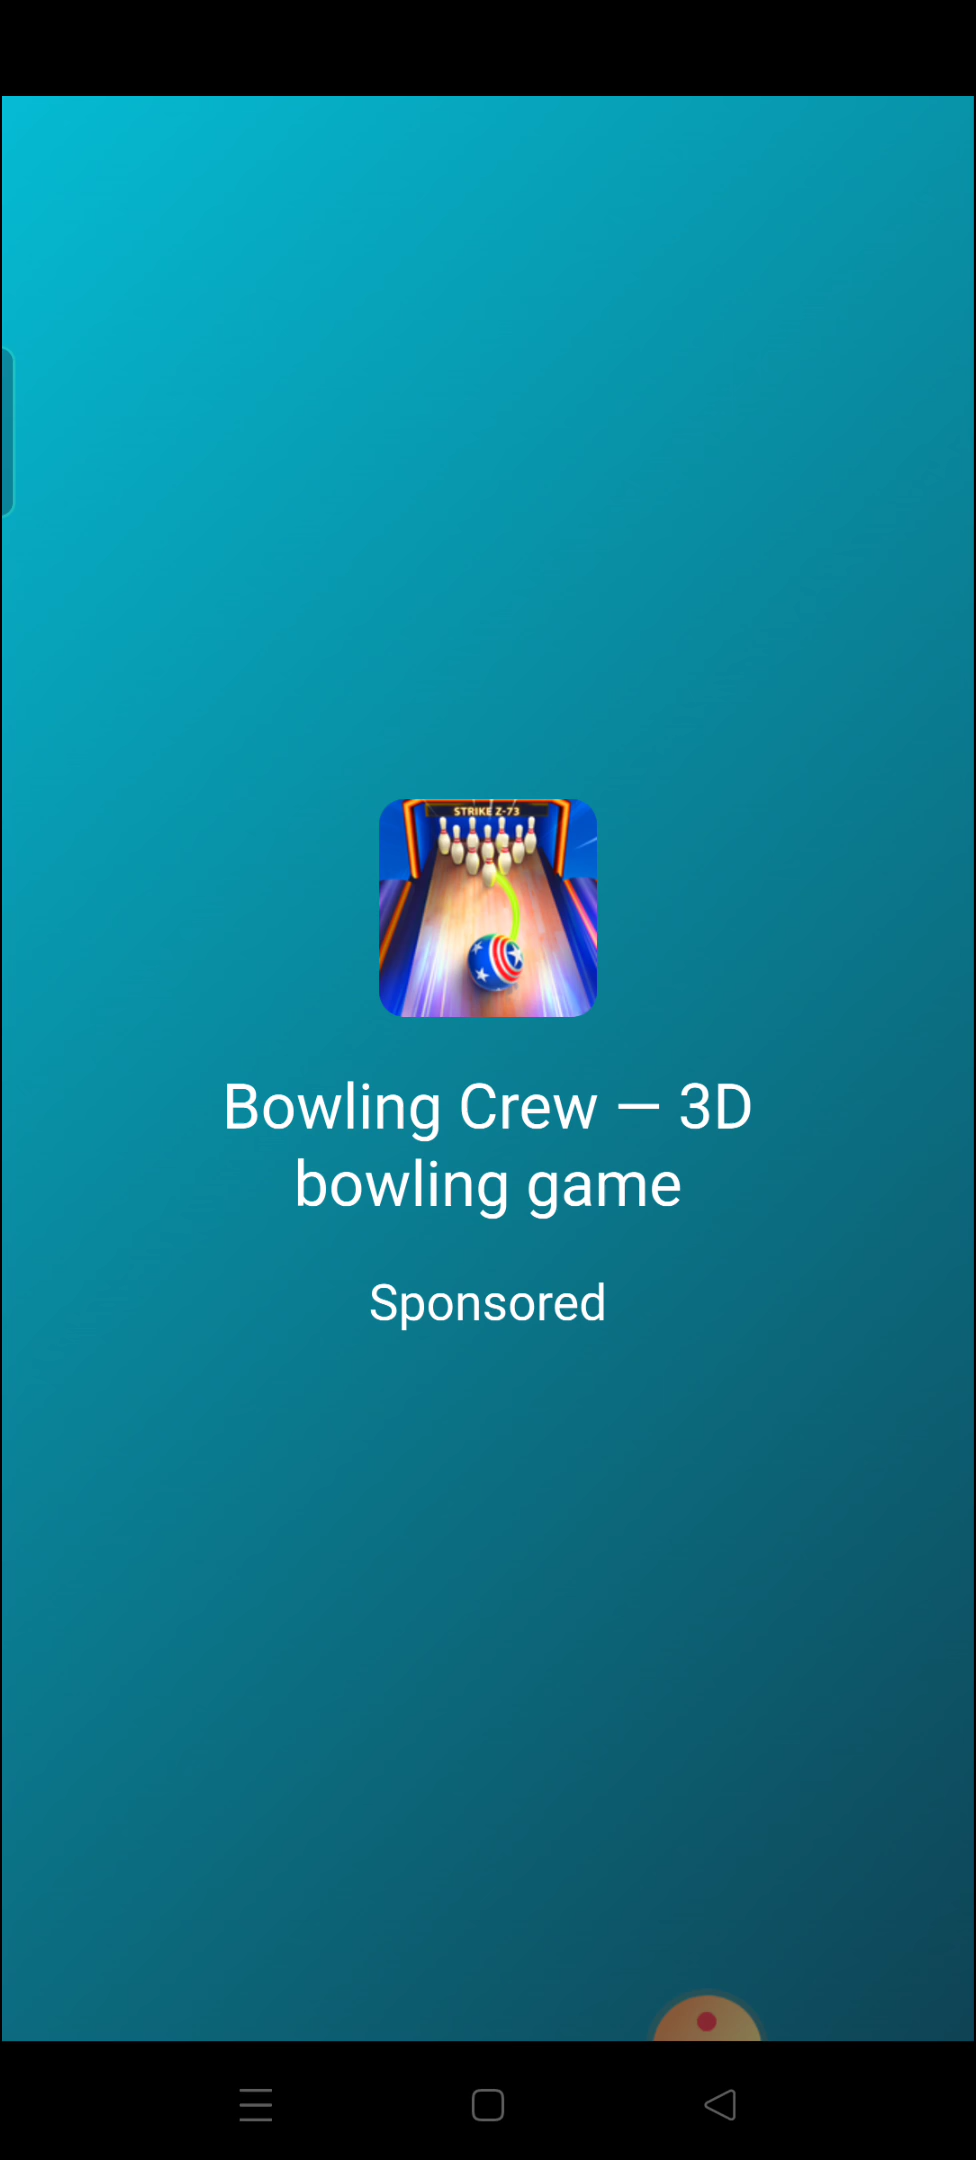 STRIKE Z-73
Bowling Crew — 3D
bowling game
Sponsored